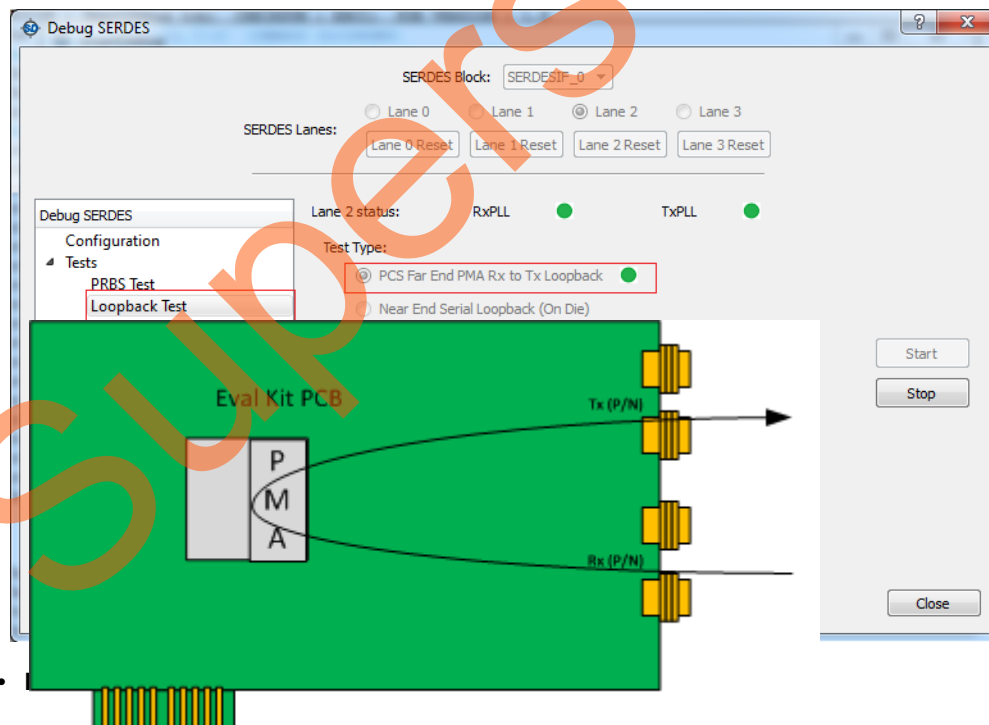 Debug SERDES
SERDES Block: SERDESIF_0
SERDES Lanes:
Lane 0 Lane 1 Lane 2 Lane 3
Lane 0 Reset Lane 1 Reset Lane 2 Reset Lane 3 Reset
Debug SERDES
Configuration
Tests
PRBS Test
Loopback Test
Lane 2 status: RxPLL TxPLL
Test Type:
PCS Far End PMA Rx to Tx Loopback
Near End Serial Loopback (On Die)
Start
Stop
Close
Eval Kit PCB
P
M
A
Tx (P/N)
Rx (P/N)
Supers